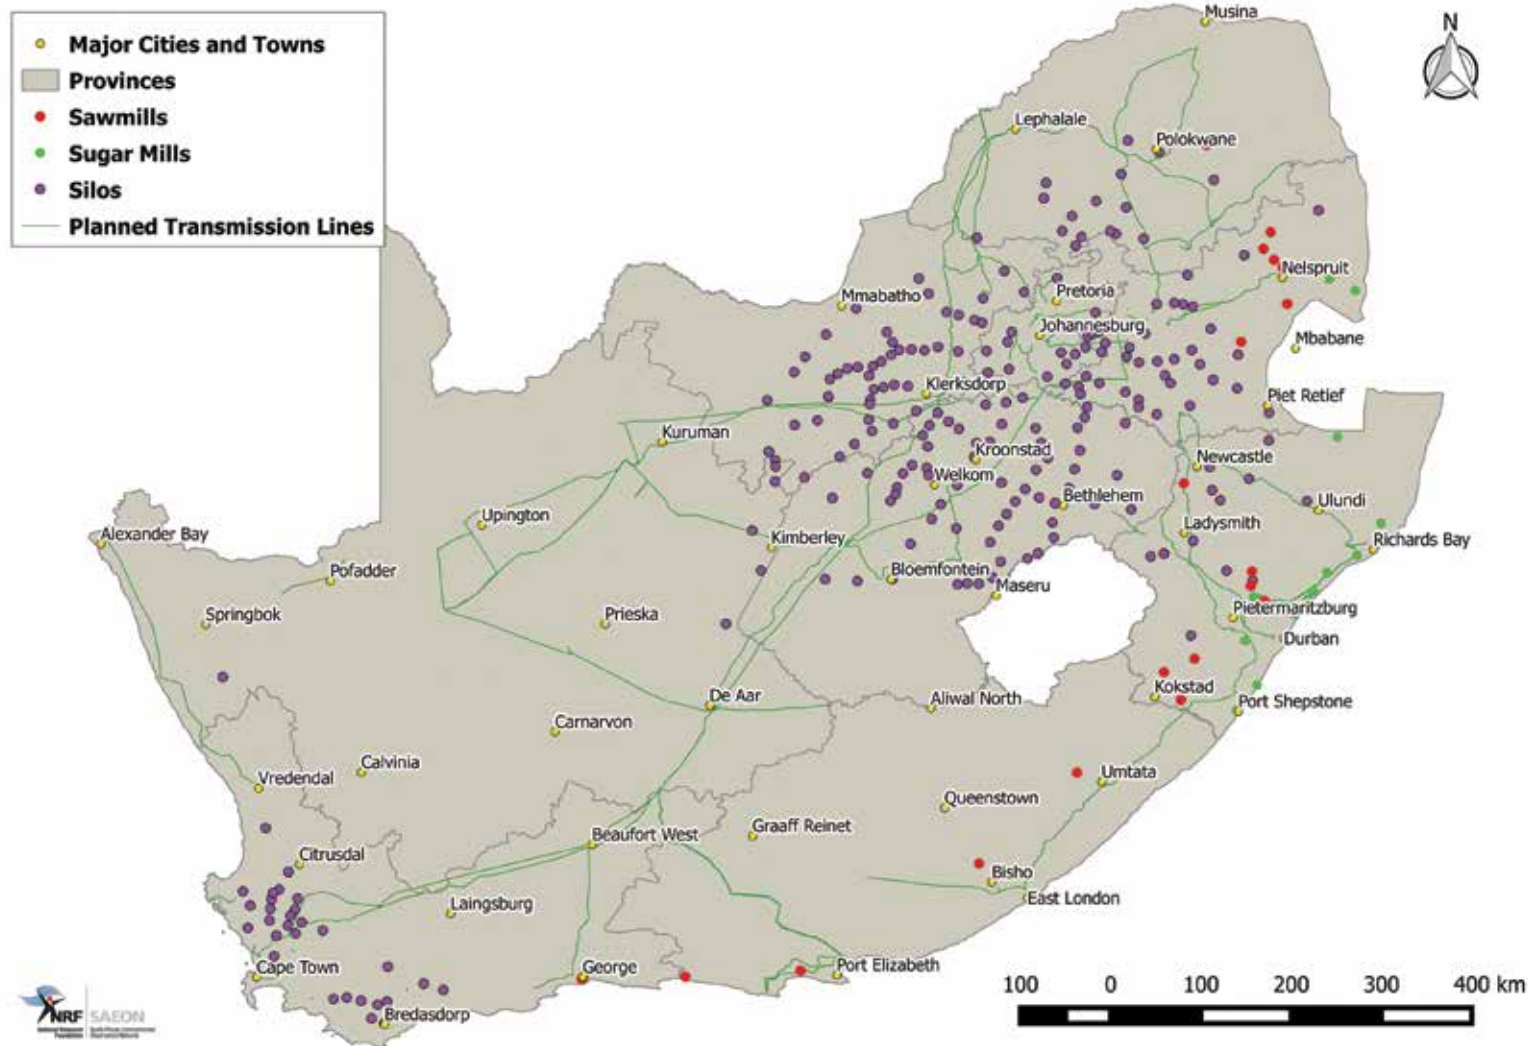 Major Cities and Towns
Provinces
Sawmills
Sugar Mills
Silos
Planned Transmission Lines
N
Musina
Lephalale
Polokwane
Nelspruit
Mmabatho
Pretoria
Johannesburg
Mbabane
Klerksdorp
Piet Retief
Kuruman
Kroonstad
Newcastle
Welkom
Bethlehem
Ulundi
Upington
Ladysmith
Alexander Bay
Kimberley
Richards Bay
Pofadder
Bloemfontein
Maseru
Springbok
Prieska
Pietermaritzburg
Durban
De Aar
Aliwal North
Kokstad
Port Shepstone
Carnarvon
Calvinia
Vredendal
Umtata
Queenstown
Beaufort West
Graaff Reinet
Citrusdal
Bisho
Laingsburg
East London
Cape Town
George
Port Elizabeth
Bredasdorp
100 0 100 200 300 400 km
NRF SAEON